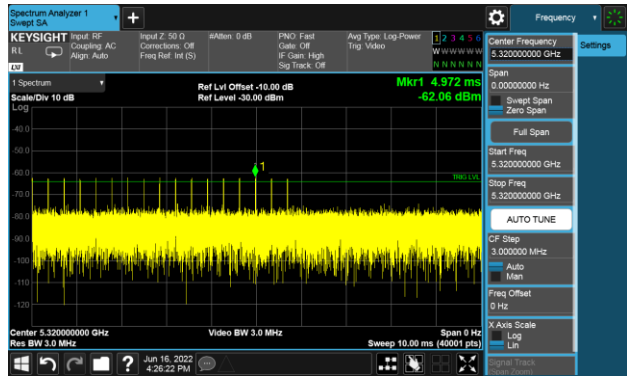 Spectrum Analyzer 1
Swept SA
+
Frequency
KEYSIGHT Input: RF
RL
Coupling: AC
Align: Auto
LXI
Input Z: 50 Ω
Corrections: Off
Freq Ref: Int (S)
#Atten: 0 dB
PNO: Fast
Gate: Off
IF Gain: High
Sig Track: Off
Avg Type: Log-Power
Trig: Video
1 2 3 4 5 6
W W W W W W
N N N N N N
1 Spectrum
Scale/Div 10 dB
Log
Ref Lvl Offset -10.00 dB
Ref Level -30.00 dBm
Mkr1 4.972 ms
-62.06 dBm
1
TRIG LVL
-40.0
-50.0
-60.0
-70.0
-80.0
-90.0
-100
-110
-120
Center 5.320000000 GHz
Res BW 3.0 MHz
Video BW 3.0 MHz
Span 0 Hz
Sweep 10.00 ms (40001 pts)
Jun 16, 2022
4:26:22 PM
?
Center Frequency
5.320000000 GHz
Settings
Span
0.00000000 Hz
Swept Span
Zero Span
Full Span
Start Freq
5.320000000 GHz
Stop Freq
5.320000000 GHz
AUTO TUNE
CF Step
3.000000 MHz
Auto
Man
Freq Offset
0 Hz
X Axis Scale
Log
Lin
Signal Track
(Span Zoom)